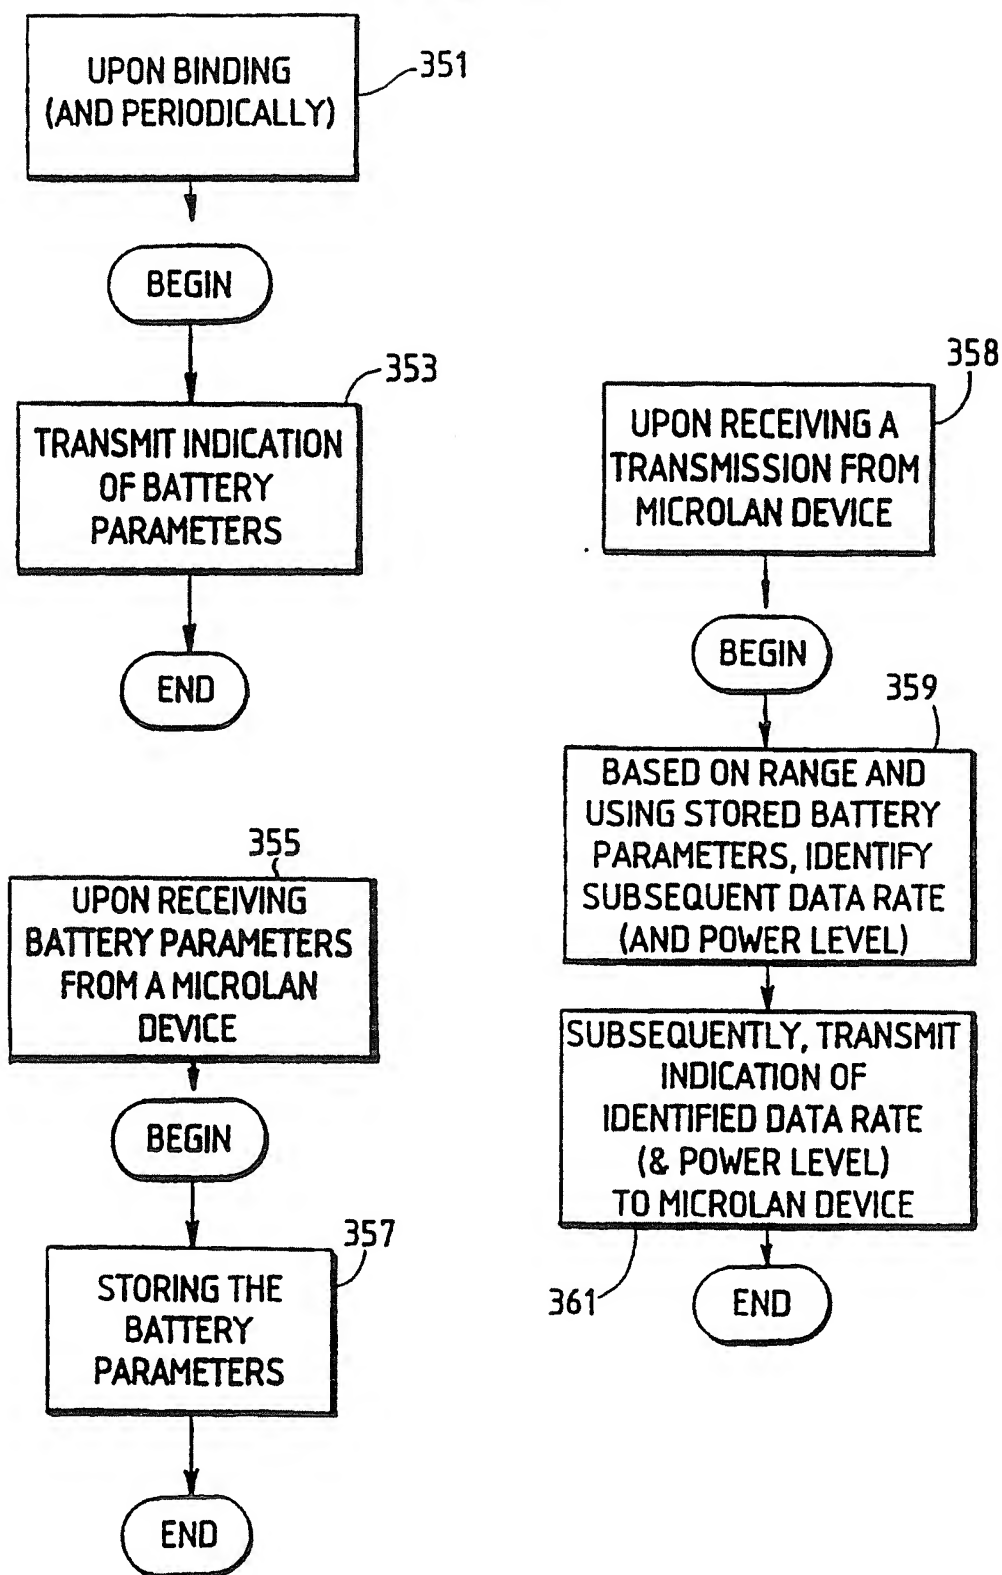 UPON BINDING
(AND PERIODICALLY)
351
BEGIN
353
TRANSMIT INDICATION
OF BATTERY
PARAMETERS
END
355
UPON RECEIVING
BATTERY PARAMETERS
FROM A MICROLAN
DEVICE
BEGIN
357
STORING THE
BATTERY
PARAMETERS
END
358
UPON RECEIVING A
TRANSMISSION FROM
MICROLAN DEVICE
BEGIN
359
BASED ON RANGE AND
USING STORED BATTERY
PARAMETERS, IDENTIFY
SUBSEQUENT DATA RATE
(AND POWER LEVEL)
SUBSEQUENTLY, TRANSMIT
INDICATION OF
IDENTIFIED DATA RATE
(& POWER LEVEL)
TO MICROLAN DEVICE
361
END